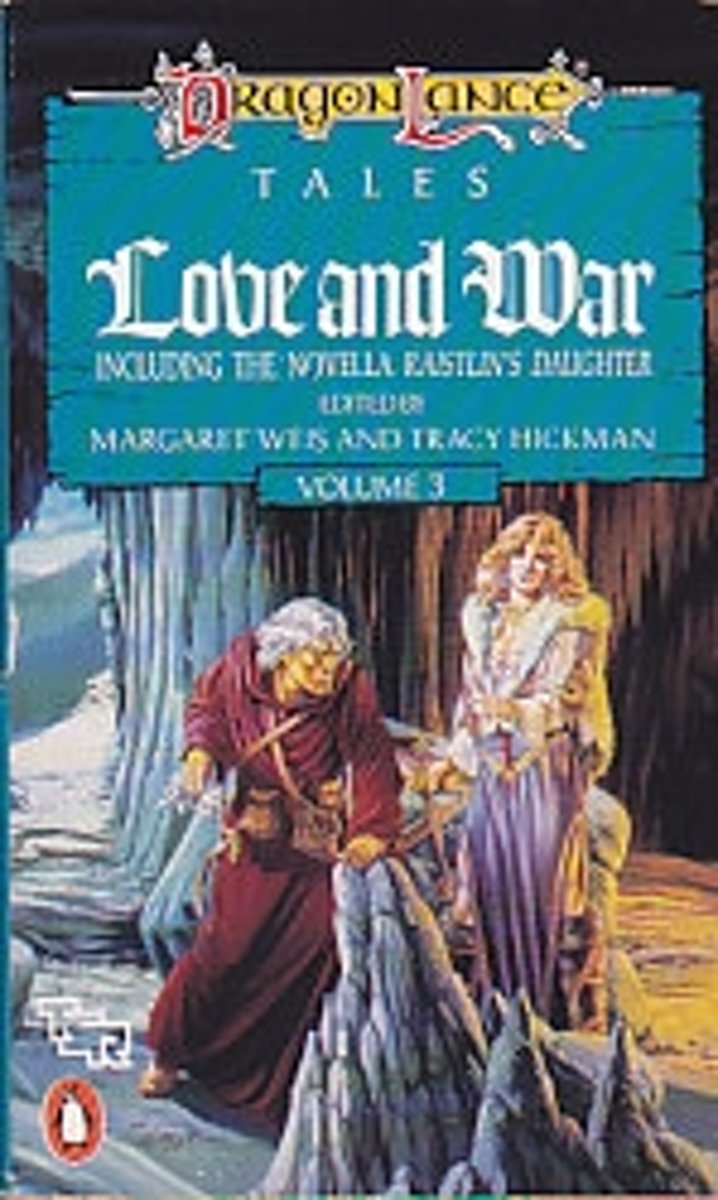 DragonLance
TALES
Love and War
INCLUDING THE NOVELLA RAISTLIN'S DAUGHTER
EDITED BY
MARGARET WEIS AND TRACY HICKMAN
VOLUME 3
TSR